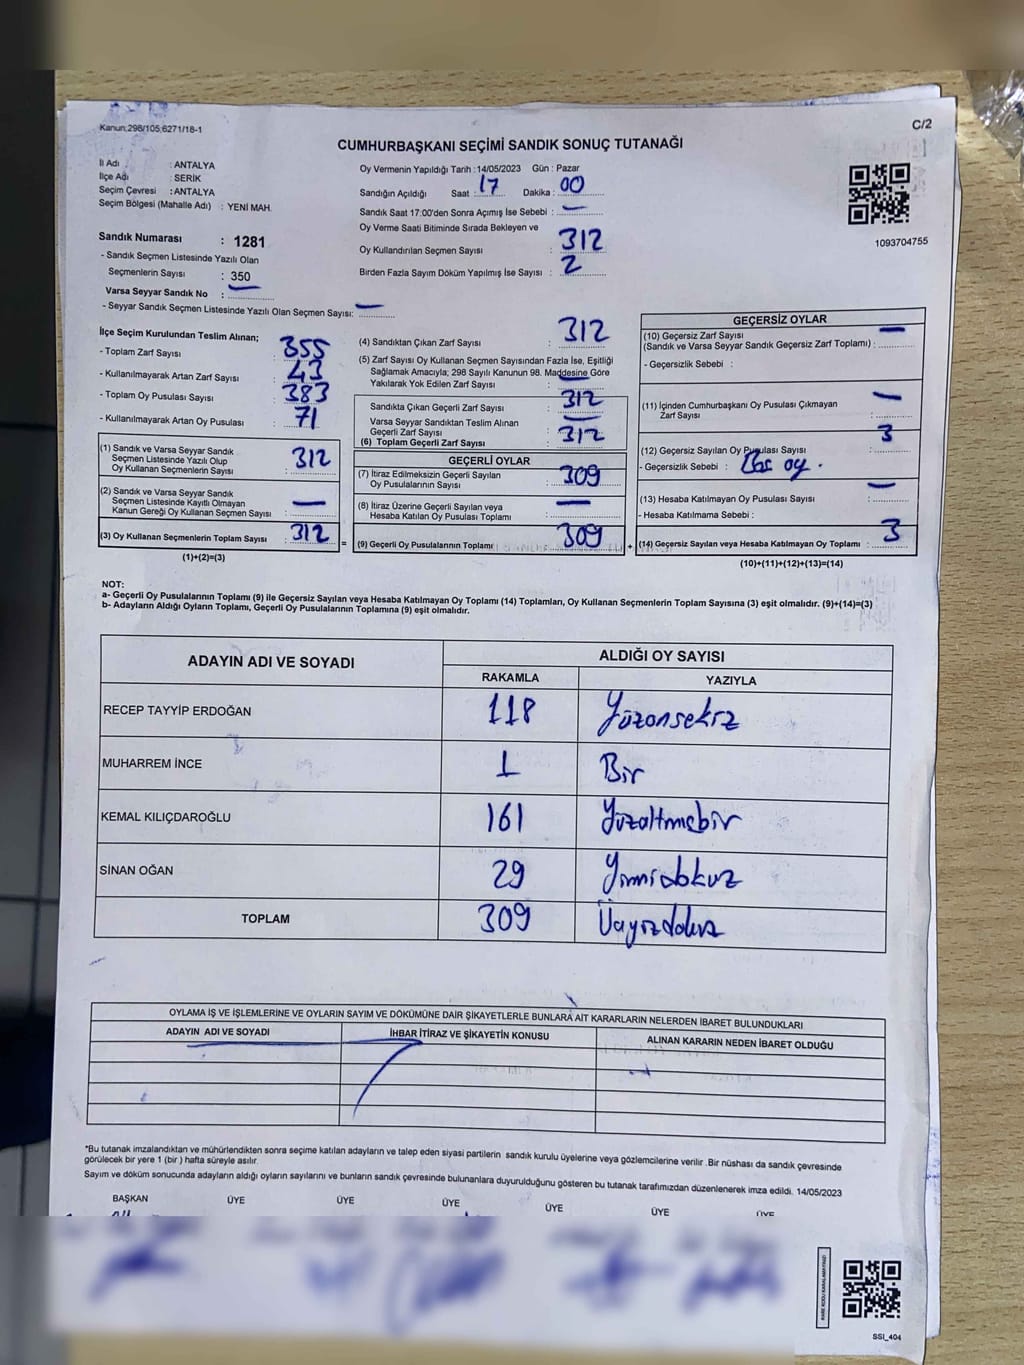 Kanun;298/105,6271/18-1
C/2
CUMHURBAŞKANI SEÇİMİ SANDIK SONUÇ TUTANAĞI
İl Adı : ANTALYA
İlçe Adı : SERİK
Seçim Çevresi : ANTALYA
Seçim Bölgesi (Mahalle Adı) : YENİ MAH.
Sandık Numarası : 1281
- Sandık Seçmen Listesinde Yazılı Olan
Seçmenlerin Sayısı : 350
Varsa Seyyar Sandık No : —
- Seyyar Sandık Seçmen Listesinde Yazılı Olan Seçmen Sayısı: —
Oy Vermenin Yapıldığı Tarih :14/05/2023 Gün : Pazar
Sandığın Açıldığı Saat : 17 Dakika : 00
Sandık Saat 17:00'den Sonra Açımış İse Sebebi : —
Oy Verme Saati Bitiminde Sırada Bekleyen ve
Oy Kullandırılan Seçmen Sayısı : 312
Birden Fazla Sayım Döküm Yapılmış İse Sayısı : 2
1093704755
İlçe Seçim Kurulundan Teslim Alınan;
- Toplam Zarf Sayısı : 355
- Kullanılmayarak Artan Zarf Sayısı : 43
- Toplam Oy Pusulası Sayısı : 383
- Kullanılmayarak Artan Oy Pusulası : 71
(1) Sandık ve Varsa Seyyar Sandık
Seçmen Listesinde Yazılı Olup
Oy Kullanan Seçmenlerin Sayısı : 312
(2) Sandık ve Varsa Seyyar Sandık
Seçmen Listesinde Kayıtlı Olmayan
Kanun Gereği Oy Kullanan Seçmen Sayısı : —
(3) Oy Kullanan Seçmenlerin Toplam Sayısı : 312
(1)+(2)=(3)
(4) Sandıktan Çıkan Zarf Sayısı : 312
(5) Zarf Sayısı Oy Kullanan Seçmen Sayısından Fazla İse, Eşitliği
Sağlamak Amacıyla; 298 Sayılı Kanunun 98. Maddesine Göre
Yakılarak Yok Edilen Zarf Sayısı : —
Sandıkta Çıkan Geçerli Zarf Sayısı : 312
Varsa Seyyar Sandıktan Teslim Alınan
Geçerli Zarf Sayısı : —
(6) Toplam Geçerli Zarf Sayısı : 312
GEÇERLİ OYLAR
(7) İtiraz Edilmeksizin Geçerli Sayılan
Oy Pusulalarının Sayısı : 309
(8) İtiraz Üzerine Geçerli Sayılan veya
Hesaba Katılan Oy Pusulası Toplamı : —
= (9) Geçerli Oy Pusulalarının Toplamı : 309
GEÇERSİZ OYLAR
(10) Geçersiz Zarf Sayısı
(Sandık ve Varsa Seyyar Sandık Geçersiz Zarf Toplamı) : —
- Geçersizlik Sebebi :
(11) İçinden Cumhurbaşkanı Oy Pusulası Çıkmayan
Zarf Sayısı : —
(12) Geçersiz Sayılan Oy Pusulası Sayısı : 3
- Geçersizlik Sebebi : Boş oy .
(13) Hesaba Katılmayan Oy Pusulası Sayısı : —
- Hesaba Katılmama Sebebi :
+ (14) Geçersiz Sayılan veya Hesaba Katılmayan Oy Toplamı : 3
(10)+(11)+(12)+(13)=(14)
NOT:
a- Geçerli Oy Pusulalarının Toplamı (9) ile Geçersiz Sayılan veya Hesaba Katılmayan Oy Toplamı (14) Toplamları, Oy Kullanan Seçmenlerin Toplam Sayısına (3) eşit olmalıdır. (9)+(14)=(3)
b- Adayların Aldığı Oyların Toplamı, Geçerli Oy Pusulalarının Toplamına (9) eşit olmalıdır.
ADAYIN ADI VE SOYADI
ALDIĞI OY SAYISI
RAKAMLA YAZIYLA
RECEP TAYYİP ERDOĞAN 118 Yüzonsekiz
MUHARREM İNCE 1 Bir
KEMAL KILIÇDAROĞLU 161 Yüzaltmışbir
SİNAN OĞAN 29 Yirmidokuz
TOPLAM 309 Üçyüzdokuz
OYLAMA İŞ VE İŞLEMLERİNE VE OYLARIN SAYIM VE DÖKÜMÜNE DAİR ŞİKAYETLERLE BUNLARA AİT KARARLARIN NELERDEN İBARET BULUNDUKLARI
ADAYIN ADI VE SOYADI İHBAR İTİRAZ VE ŞİKAYETİN KONUSU ALINAN KARARIN NEDEN İBARET OLDUĞU
*Bu tutanak imzalandıktan ve mühürlendikten sonra seçime katılan adayların ve talep eden siyasi partilerin sandık kurulu üyelerine veya gözlemcilerine verilir .Bir nüshası da sandık çevresinde
görülecek bir yere 1 (bir ) hafta süreyle asılır.
Sayım ve döküm sonucunda adayların aldığı oyların sayılarını ve bunların sandık çevresinde bulunanlara duyurulduğunu gösteren bu tutanak tarafımızdan düzenlenerek imza edildi. 14/05/2023
BAŞKAN ÜYE ÜYE ÜYE ÜYE ÜYE ÜYE
SSI_404